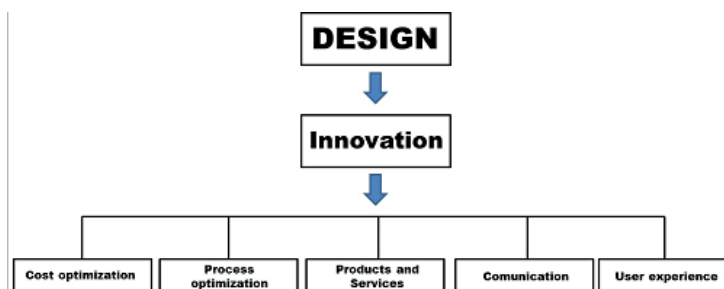 DESIGN
Innovation
Cost optimization
Process
optimization
Products and
Services
Comunication
User experience